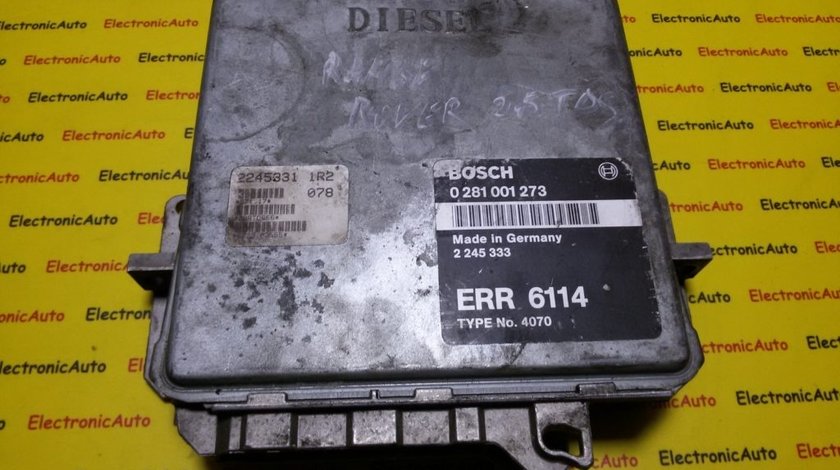 DIESEL
RANGE
ROVER 2.5 TDS
2245331 1R2
078
BOSCH
0 281 001 273
Made in Germany
2 245 333
ERR 6114
TYPE No. 4070
ElectronicAuto